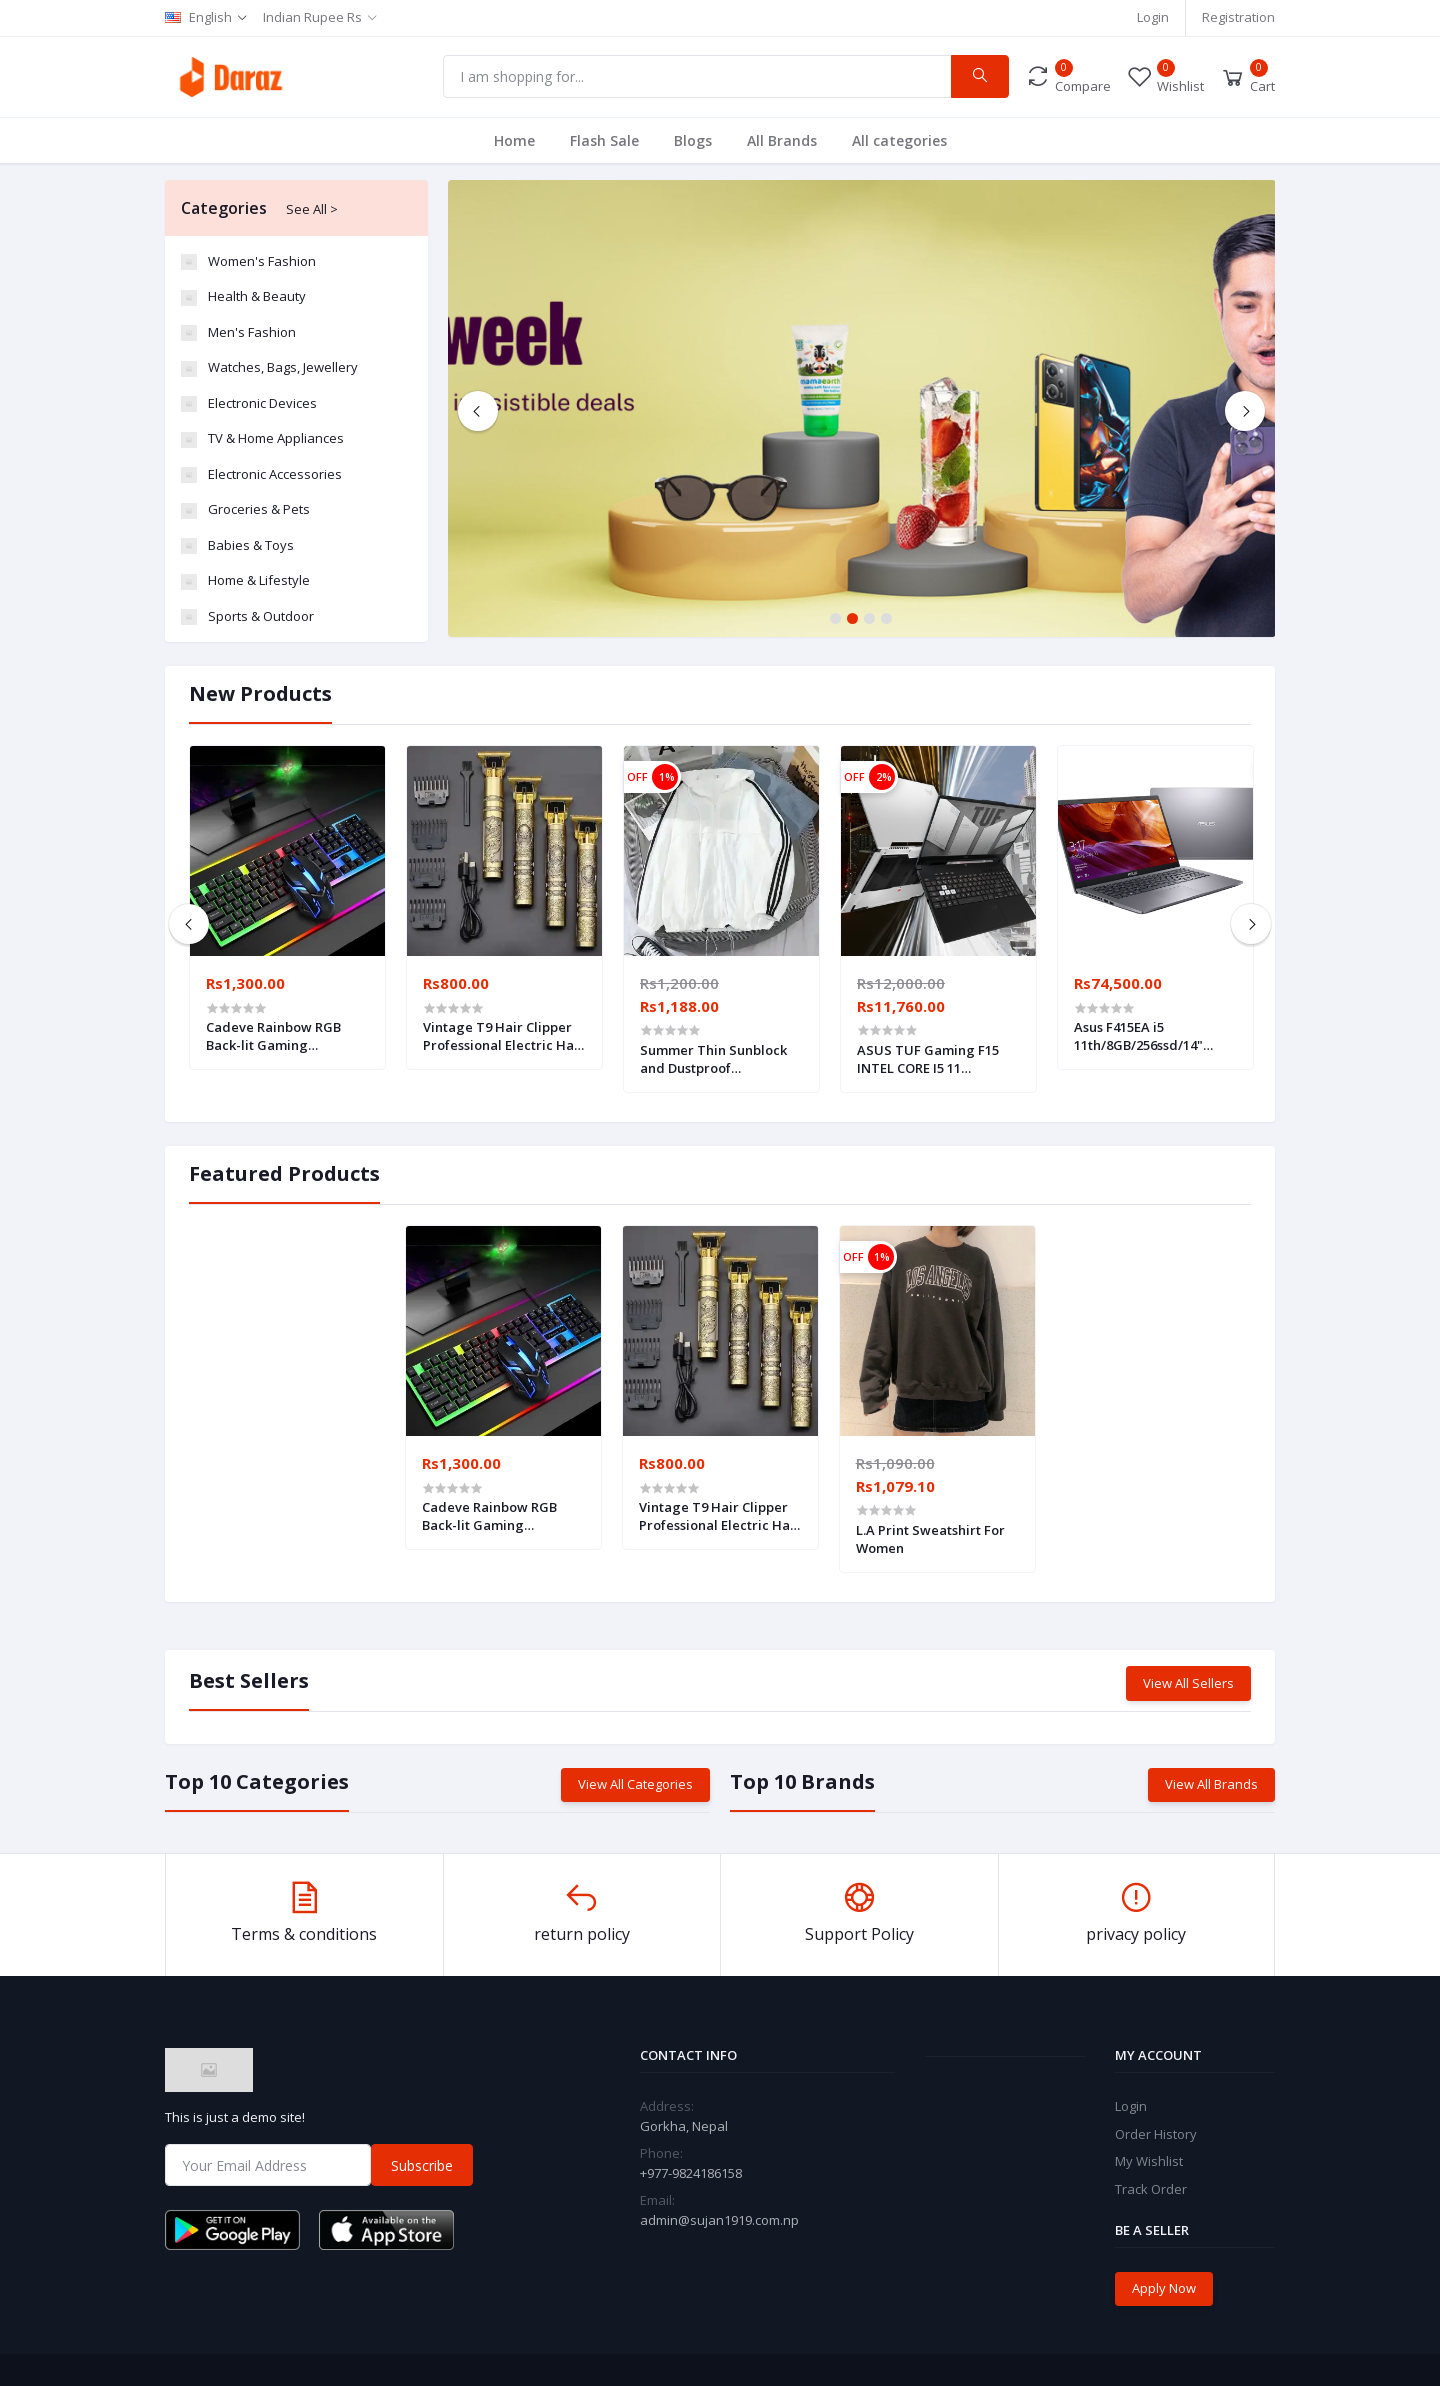 English
Indian Rupee Rs
Login
Registration
Daraz
I am shopping for...
0
Compare
0
Wishlist
0
Cart
Home
Flash Sale
Blogs
All Brands
All categories
Categories
See All >
Women's Fashion
Health & Beauty
Men's Fashion
Watches, Bags, Jewellery
Electronic Devices
TV & Home Appliances
Electronic Accessories
Groceries & Pets
Babies & Toys
Home & Lifestyle
Sports & Outdoor
week
sistible deals
mamaearth
New Products
OFF 1%
OFF 2%
TUF
3:17
Rs1,300.00
Cadeve Rainbow RGB
Back-lit Gaming...
Rs800.00
Vintage T9 Hair Clipper
Professional Electric Ha...
Rs1,200.00
Rs1,188.00
Summer Thin Sunblock
and Dustproof...
Rs12,000.00
Rs11,760.00
ASUS TUF Gaming F15
INTEL CORE I5 11...
Rs74,500.00
Asus F415EA i5
11th/8GB/256ssd/14"...
Featured Products
OFF 1%
LOS ANGELES
Rs1,300.00
Cadeve Rainbow RGB
Back-lit Gaming...
Rs800.00
Vintage T9 Hair Clipper
Professional Electric Ha...
Rs1,090.00
Rs1,079.10
L.A Print Sweatshirt For
Women
Best Sellers
View All Sellers
Top 10 Categories
View All Categories
Top 10 Brands
View All Brands
Terms & conditions
return policy
Support Policy
privacy policy
This is just a demo site!
Your Email Address
Subscribe
GET IT ON
Google Play
Available on the
App Store
CONTACT INFO
Address:
Gorkha, Nepal
Phone:
+977-9824186158
Email:
admin@sujan1919.com.np
MY ACCOUNT
Login
Order History
My Wishlist
Track Order
BE A SELLER
Apply Now